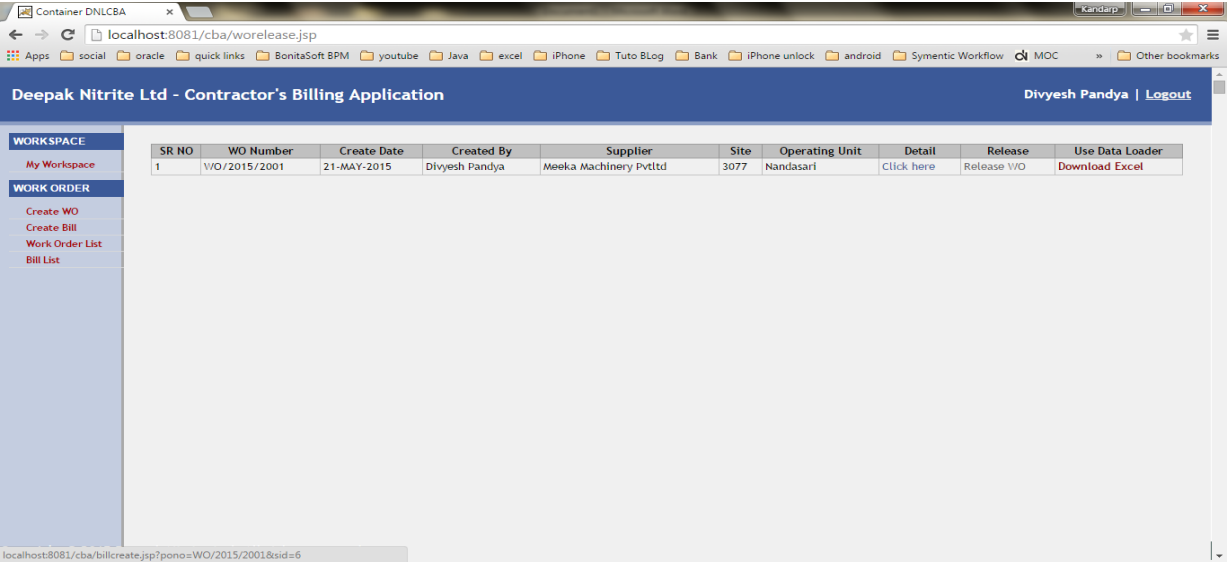 Container DNLCBA
Kandarp
localhost:8081/cba/worelease.jsp
Apps social oracle quick links BonitaSoft BPM youtube Java excel iPhone Tuto BLog Bank iPhone unlock android Symentic Workflow MOC » Other bookmarks
Deepak Nitrite Ltd - Contractor's Billing Application
Divyesh Pandya | Logout
WORKSPACE
My Workspace
WORK ORDER
Create WO
Create Bill
Work Order List
Bill List
SR NO WO Number Create Date Created By Supplier Site Operating Unit Detail Release Use Data Loader
1 WO/2015/2001 21-MAY-2015 Divyesh Pandya Meeka Machinery Pvtltd 3077 Nandasari Click here Release WO Download Excel
localhost:8081/cba/billcreate.jsp?pono=WO/2015/2001&sid=6